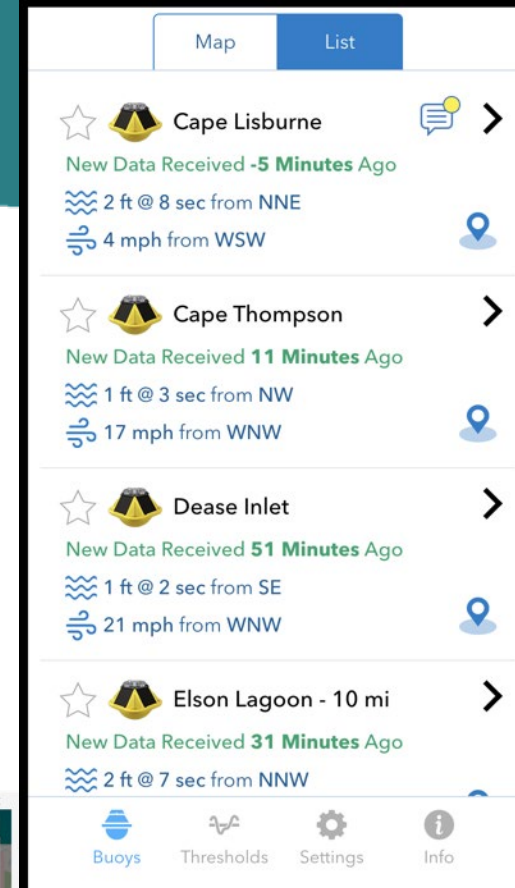 Map List
Cape Lisburne
New Data Received -5 Minutes Ago
2 ft @ 8 sec from NNE
4 mph from WSW
Cape Thompson
New Data Received 11 Minutes Ago
1 ft @ 3 sec from NW
17 mph from WNW
Dease Inlet
New Data Received 51 Minutes Ago
1 ft @ 2 sec from SE
21 mph from WNW
Elson Lagoon - 10 mi
New Data Received 31 Minutes Ago
2 ft @ 7 sec from NNW
Buoys Thresholds Settings Info